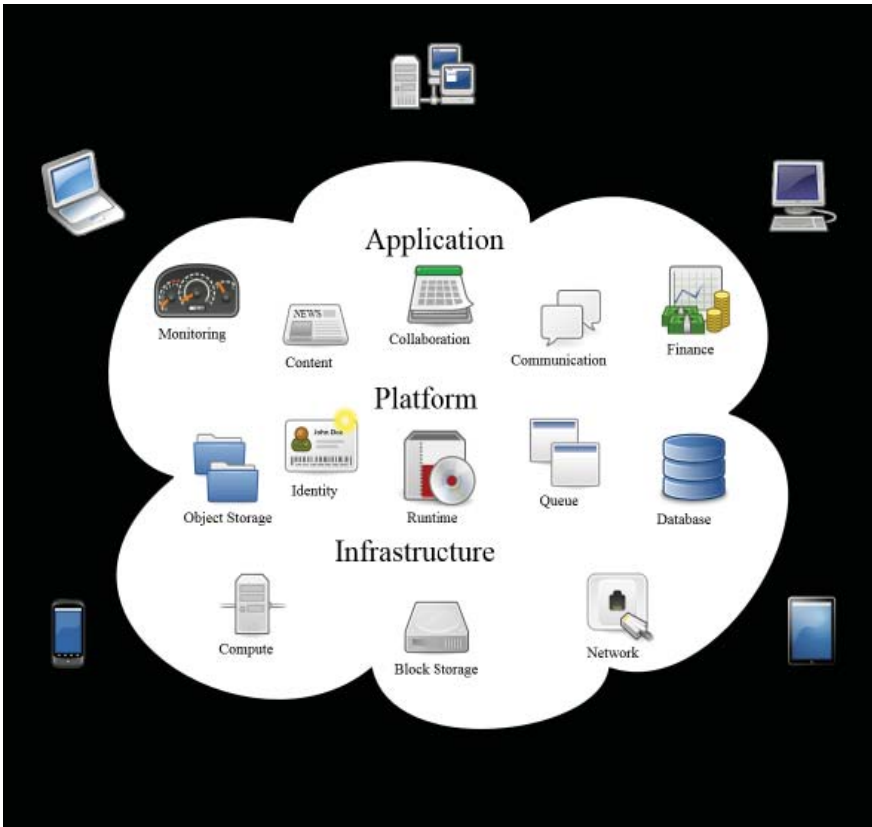 Application
Monitoring
NEWS
Content
Collaboration
Communication
Finance
Platform
Object Storage
John Doe
Identity
Runtime
Queue
Database
Infrastructure
Compute
Block Storage
Network